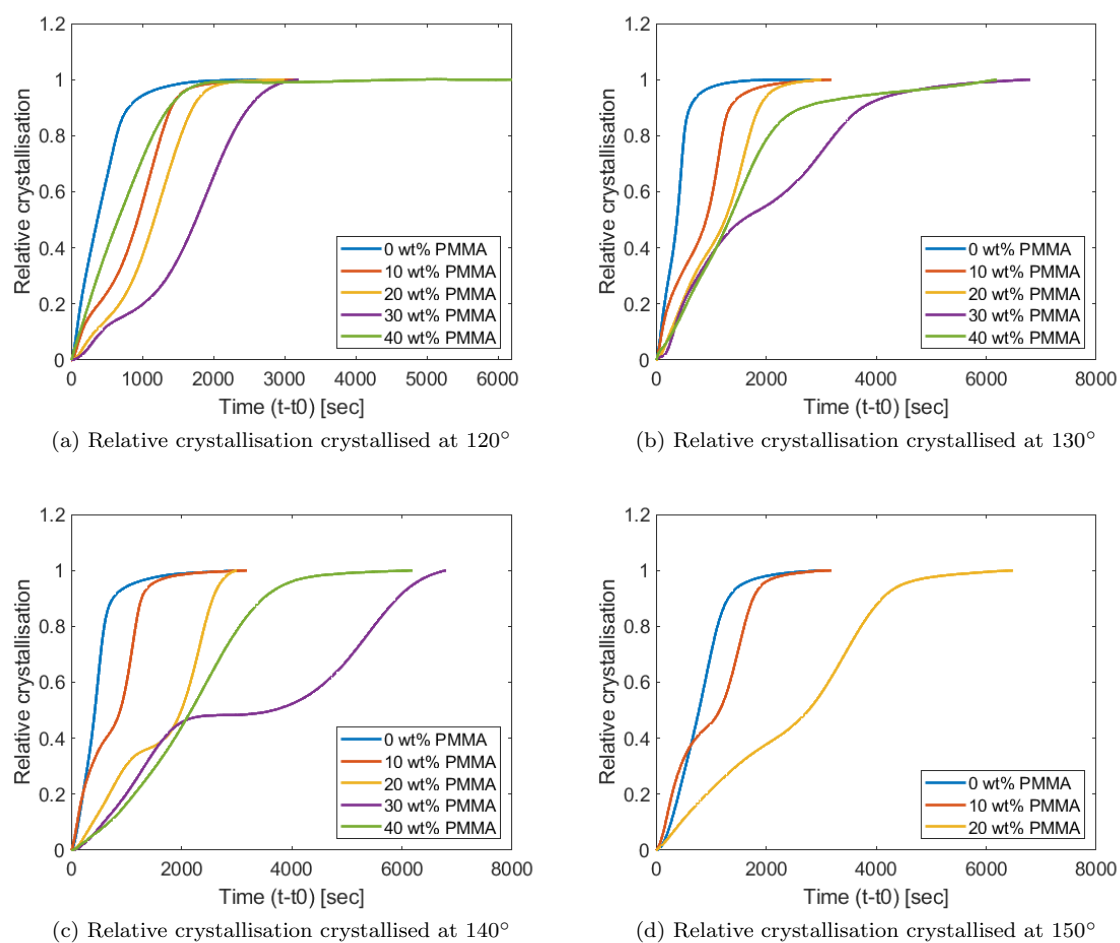 1.2
1
0.8
0.6
0.4
0.2
0
Relative crystallisation
0 wt% PMMA
10 wt% PMMA
20 wt% PMMA
30 wt% PMMA
40 wt% PMMA
0 1000 2000 3000 4000 5000 6000
Time (t-t0) [sec]
(a) Relative crystallisation crystallised at 120°
1.2
1
0.8
0.6
0.4
0.2
0
Relative crystallisation
0 wt% PMMA
10 wt% PMMA
20 wt% PMMA
30 wt% PMMA
40 wt% PMMA
0 2000 4000 6000 8000
Time (t-t0) [sec]
(b) Relative crystallisation crystallised at 130°
1.2
1
0.8
0.6
0.4
0.2
0
Relative crystallisation
0 wt% PMMA
10 wt% PMMA
20 wt% PMMA
30 wt% PMMA
40 wt% PMMA
0 2000 4000 6000 8000
Time (t-t0) [sec]
(c) Relative crystallisation crystallised at 140°
1.2
1
0.8
0.6
0.4
0.2
0
Relative crystallisation
0 wt% PMMA
10 wt% PMMA
20 wt% PMMA
0 2000 4000 6000 8000
Time (t-t0) [sec]
(d) Relative crystallisation crystallised at 150°